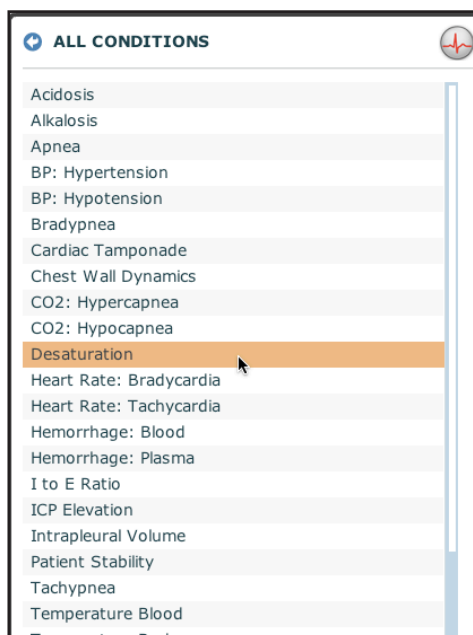 ALL CONDITIONS
Acidosis
Alkalosis
Apnea
BP: Hypertension
BP: Hypotension
Bradypnea
Cardiac Tamponade
Chest Wall Dynamics
CO2: Hypercapnea
CO2: Hypocapnea
Desaturation
Heart Rate: Bradycardia
Heart Rate: Tachycardia
Hemorrhage: Blood
Hemorrhage: Plasma
I to E Ratio
ICP Elevation
Intrapleural Volume
Patient Stability
Tachypnea
Temperature Blood